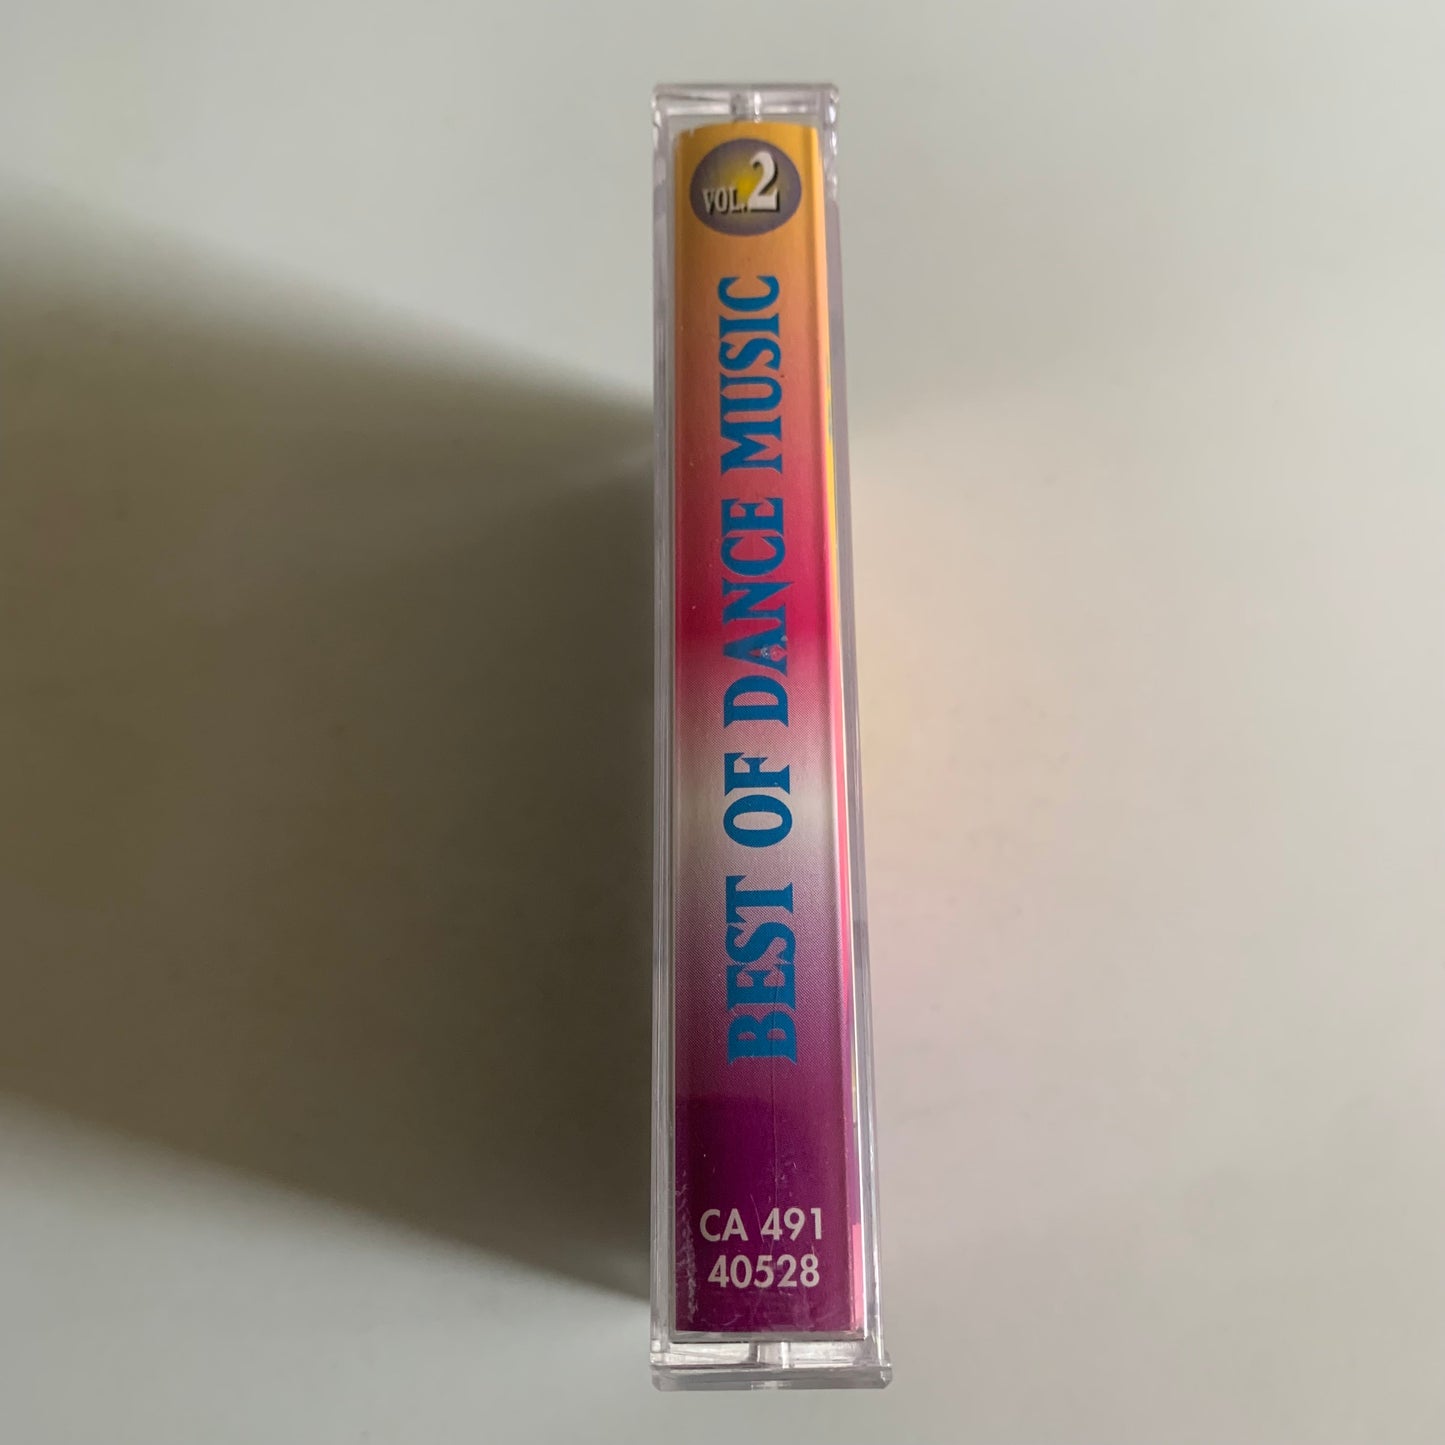 VOL.2
BEST OF DANCE MUSIC
CA 491
40528